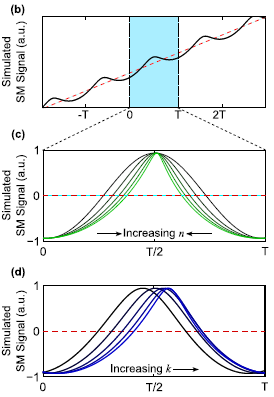 (b)
Simulated
SM Signal (a.u.)
-T 0 T 2T
(c)
Simulated
SM Signal (a.u.)
1
0
−1
Increasing n
0 T/2 T
(d)
Simulated
SM Signal (a.u.)
1
0
−1
Increasing k
0 T/2 T